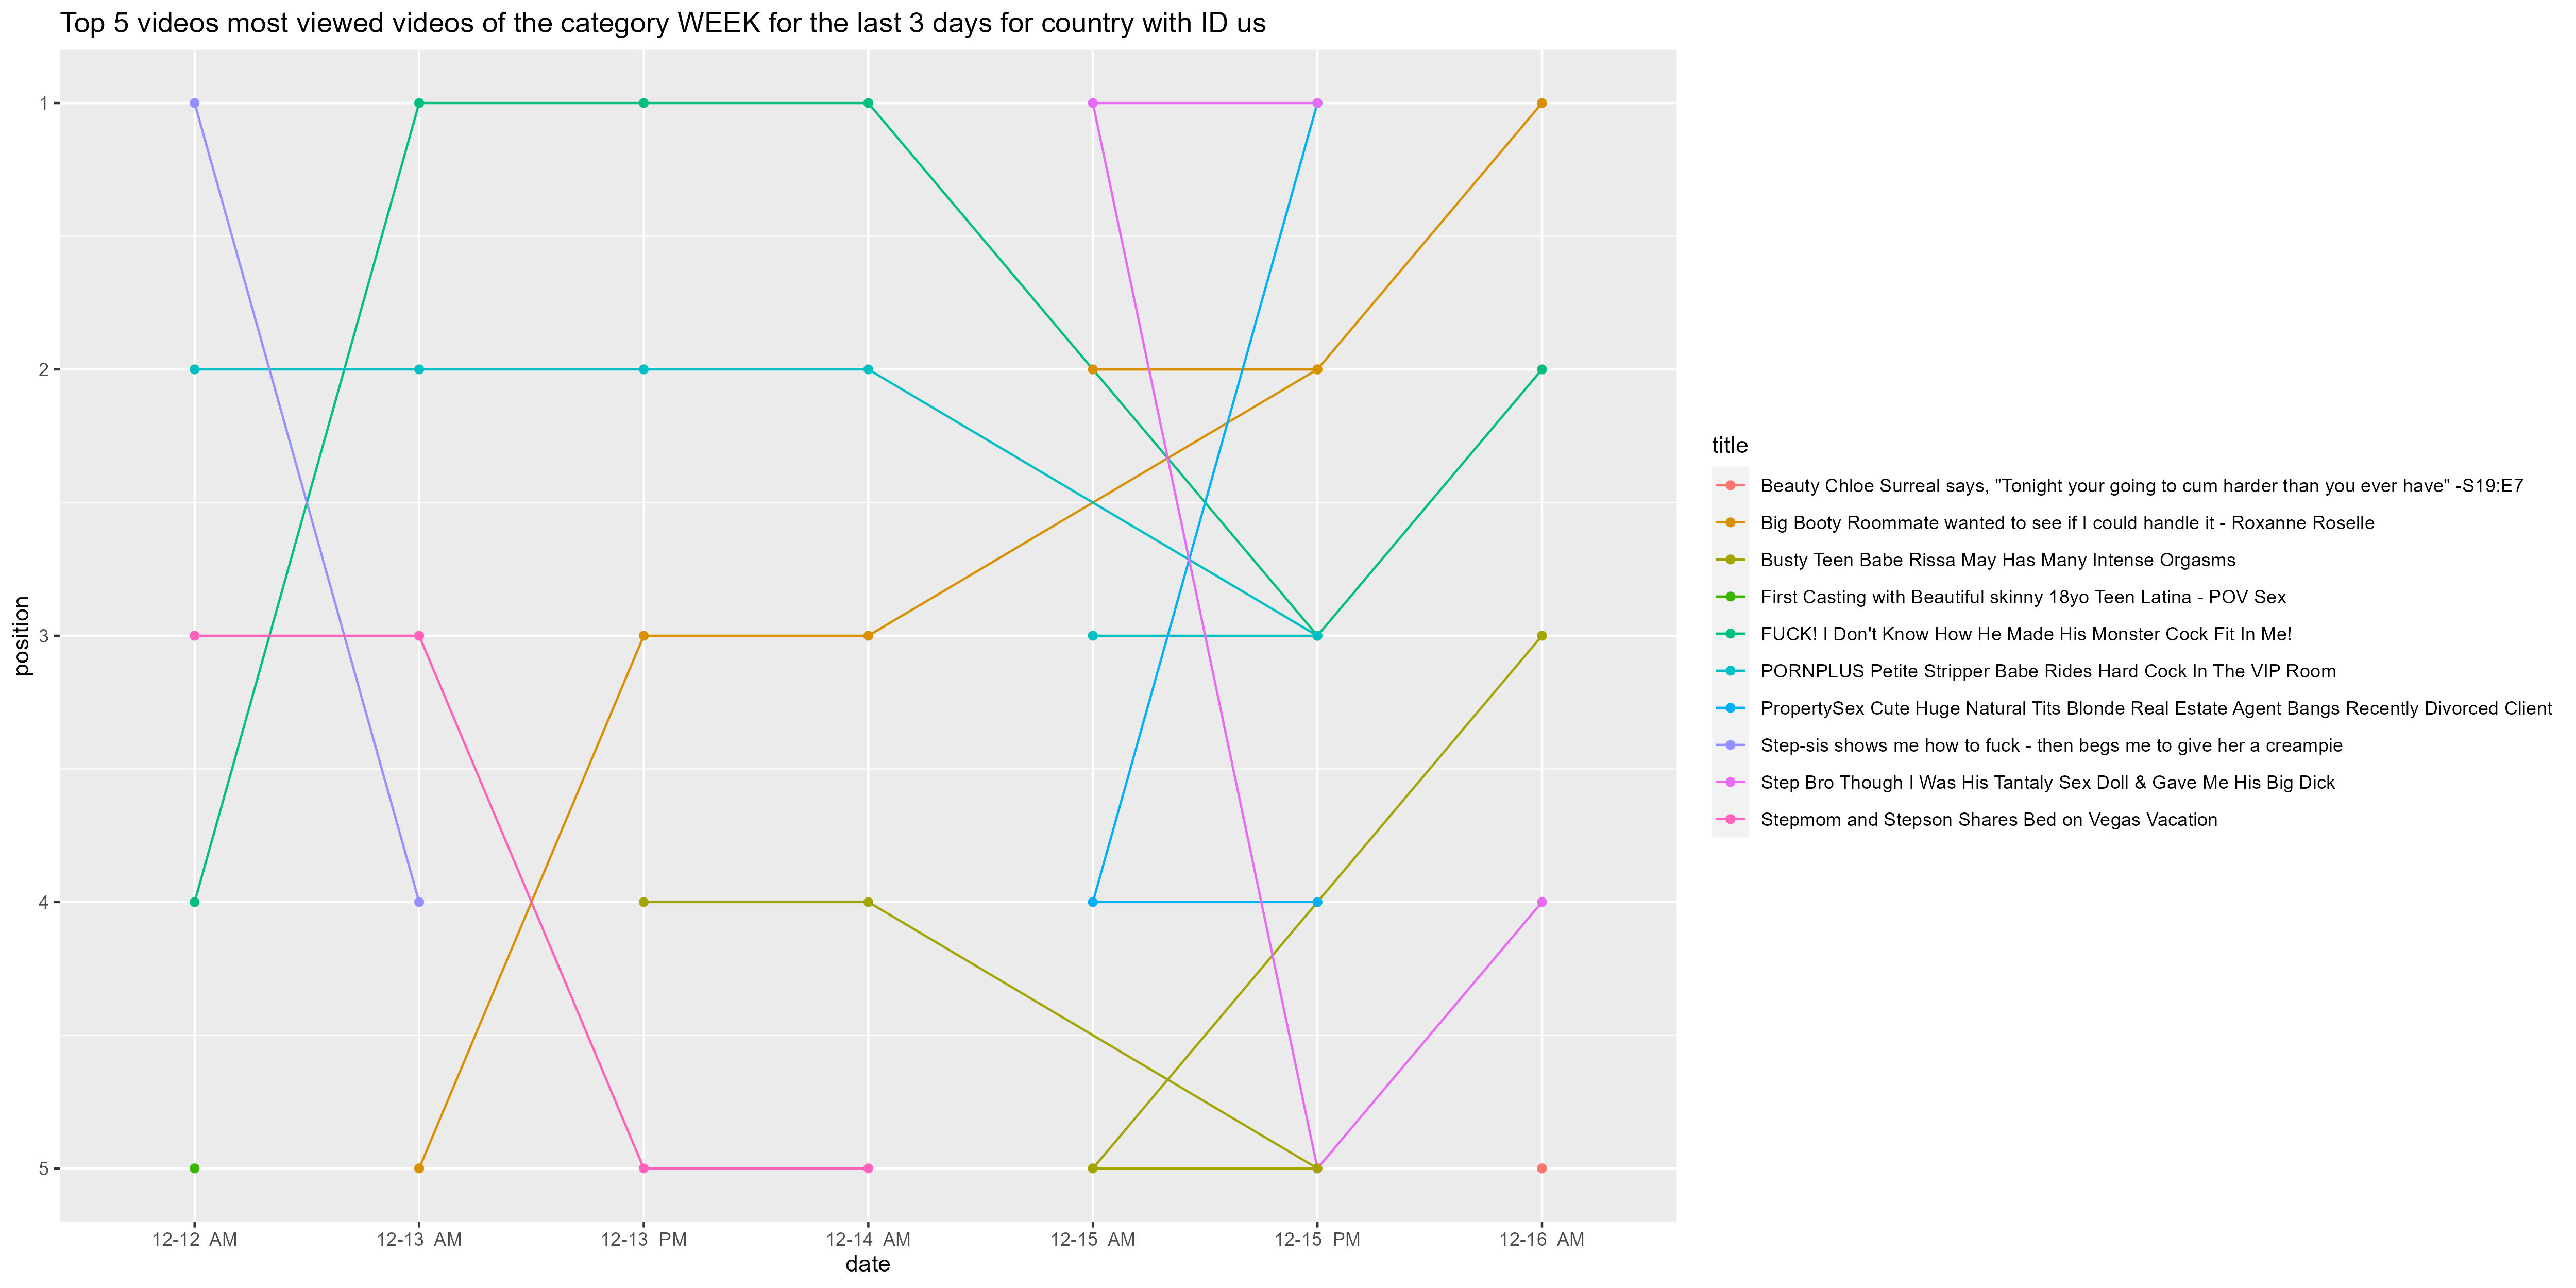 Top 5 videos most viewed videos of the category WEEK for the last 3 days for country with ID us
1
2
3
4
5
position
12-12 AM
12-13 AM
12-13 PM
12-14 AM
12-15 AM
12-15 PM
12-16 AM
date
title
Beauty Chloe Surreal says, "Tonight your going to cum harder than you ever have" -S19:E7
Big Booty Roommate wanted to see if I could handle it - Roxanne Roselle
Busty Teen Babe Rissa May Has Many Intense Orgasms
First Casting with Beautiful skinny 18yo Teen Latina - POV Sex
FUCK! I Don't Know How He Made His Monster Cock Fit In Me!
PORNPLUS Petite Stripper Babe Rides Hard Cock In The VIP Room
PropertySex Cute Huge Natural Tits Blonde Real Estate Agent Bangs Recently Divorced Client
Step-sis shows me how to fuck - then begs me to give her a creampie
Step Bro Though I Was His Tantaly Sex Doll & Gave Me His Big Dick
Stepmom and Stepson Shares Bed on Vegas Vacation